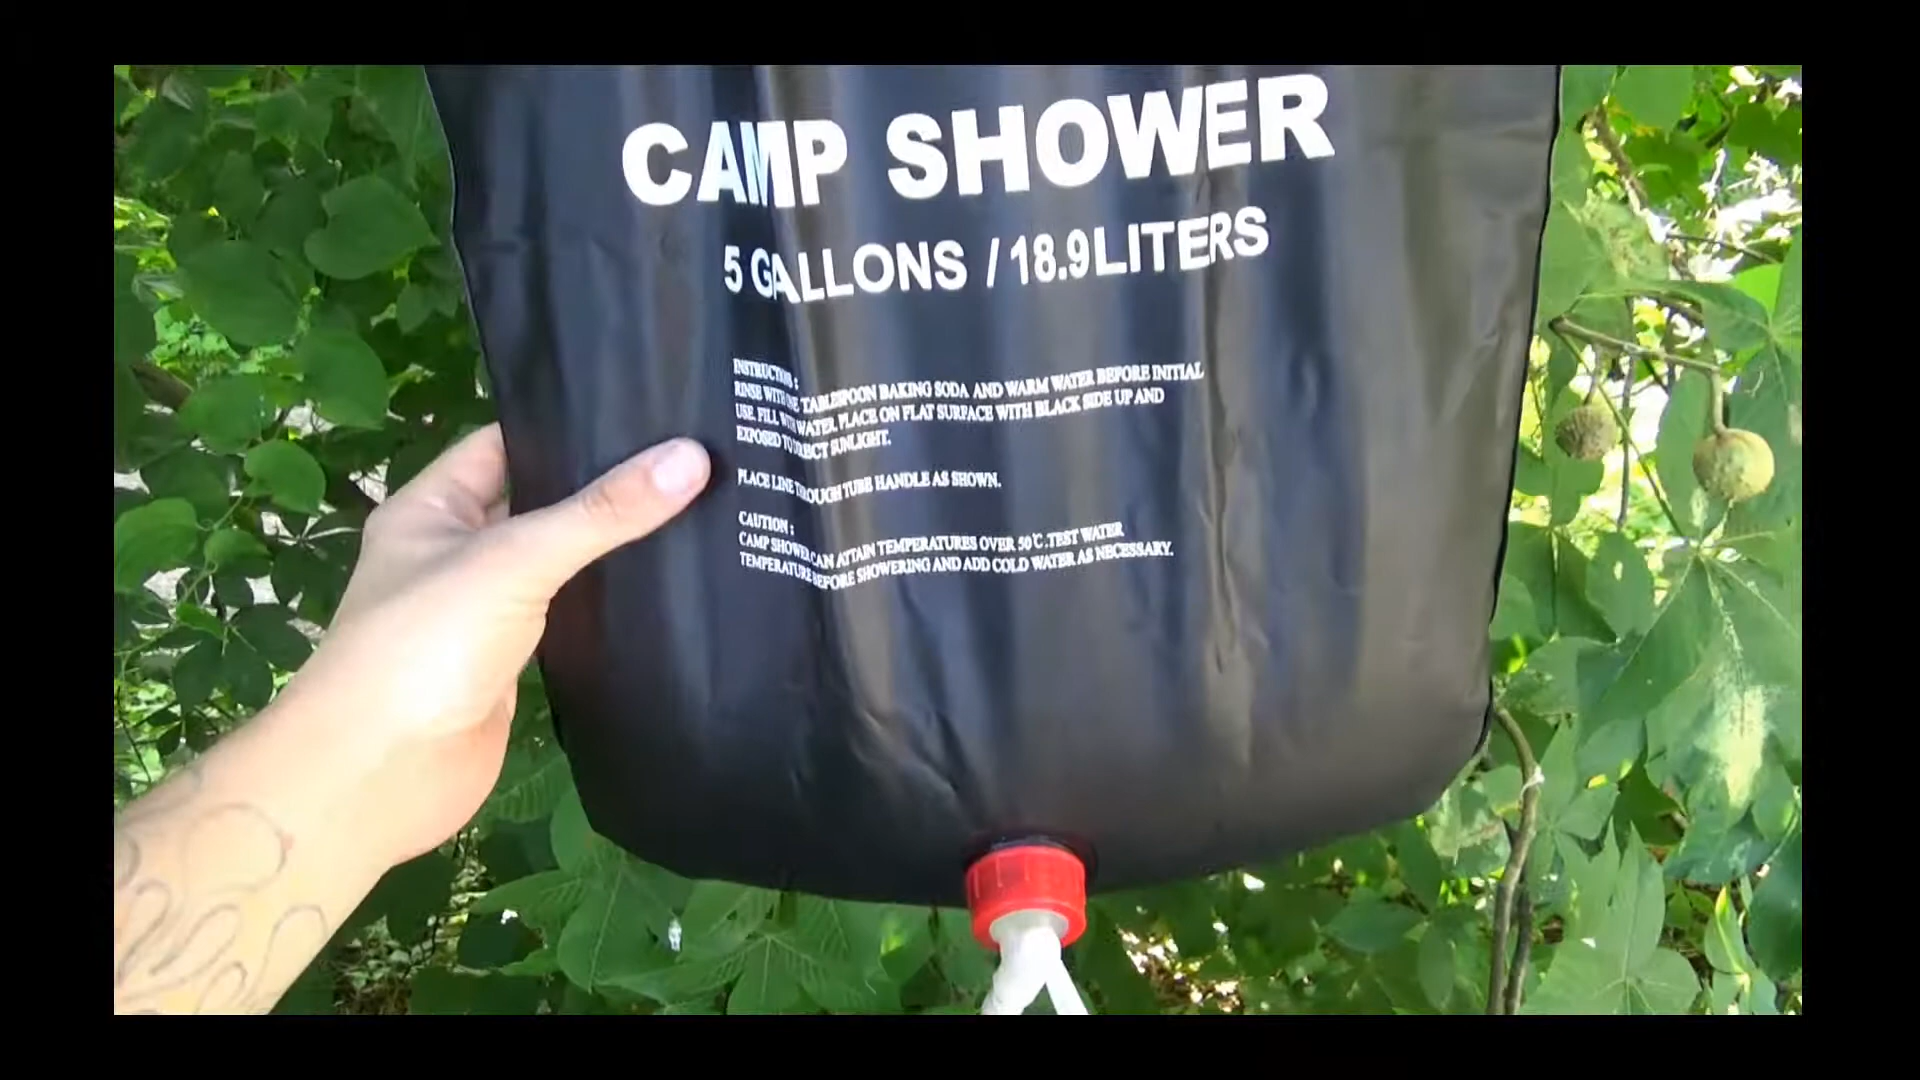 CAMP SHOWER
5 GALLONS / 18.9 LITERS
INSTRUCTIONS :
RINSE WITH ONE TABLESPOON BAKING SODA AND WARM WATER BEFORE INITIAL
USE. FILL WITH WATER, PLACE ON FLAT SURFACE WITH BLACK SIDE UP AND
EXPOSED TO DIRECT SUNLIGHT.
PLACE LINE THROUGH TUBE HANDLE AS SHOWN.
CAUTION :
CAMP SHOWER CAN ATTAIN TEMPERATURES OVER 50℃.TEST WATER
TEMPERATURE BEFORE SHOWERING AND ADD COLD WATER AS NECESSARY.